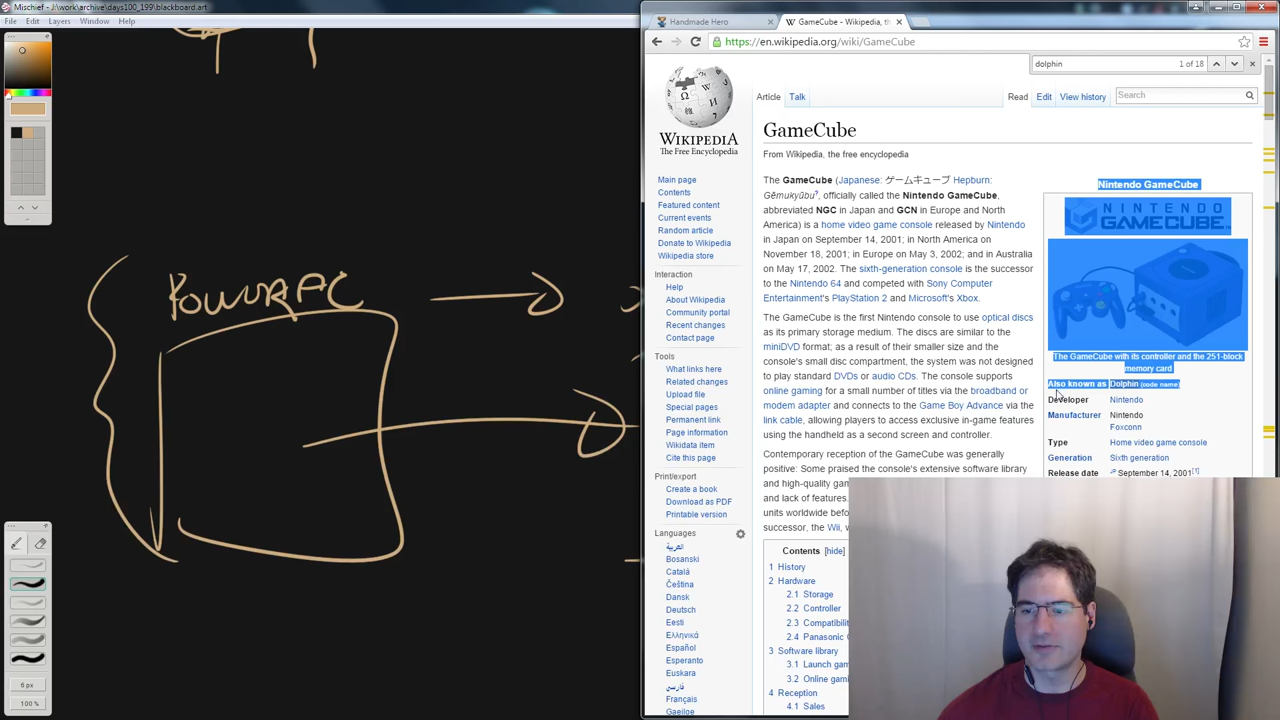 Mischief - J:\work\archive\days100_199\blackboard.art
File Edit Layers Window Help
6 px
100 %
PowerPC
Handmade Hero
GameCube - Wikipedia, th
https://en.wikipedia.org/wiki/GameCube
dolphin 1 of 18
WIKIPEDIA
The Free Encyclopedia
Main page
Contents
Featured content
Current events
Random article
Donate to Wikipedia
Wikipedia store
Interaction
Help
About Wikipedia
Community portal
Recent changes
Contact page
Tools
What links here
Related changes
Upload file
Special pages
Permanent link
Page information
Wikidata item
Cite this page
Print/export
Create a book
Download as PDF
Printable version
Languages
العربية
Bosanski
Català
Čeština
Dansk
Deutsch
Eesti
Ελληνικά
Español
Esperanto
Euskara
فارسی
Français
Gaeilge
Article Talk Read Edit View history Search
GameCube
From Wikipedia, the free encyclopedia
The GameCube (Japanese: ゲームキューブ Hepburn:
Gēmukyūbu?, officially called the Nintendo GameCube,
abbreviated NGC in Japan and GCN in Europe and North
America) is a home video game console released by Nintendo
in Japan on September 14, 2001; in North America on
November 18, 2001; in Europe on May 3, 2002; and in Australia
on May 17, 2002. The sixth-generation console is the successor
to the Nintendo 64 and competed with Sony Computer
Entertainment's PlayStation 2 and Microsoft's Xbox.
The GameCube is the first Nintendo console to use optical discs
as its primary storage medium. The discs are similar to the
miniDVD format; as a result of their smaller size and the
console's small disc compartment, the system was not designed
to play standard DVDs or audio CDs. The console supports
online gaming for a small number of titles via the broadband or
modem adapter and connects to the Game Boy Advance via the
link cable, allowing players to access exclusive in-game features
using the handheld as a second screen and controller.
Contemporary reception of the GameCube was generally
positive: Some praised the console's extensive software library
and high-quality gam
and lack of features.
units worldwide befo
successor, the Wii, w
Contents [hide]
1 History
2 Hardware
2.1 Storage
2.2 Controller
2.3 Compatibilit
2.4 Panasonic
3 Software library
3.1 Launch gam
3.2 Online gami
4 Reception
4.1 Sales
Nintendo GameCube
NINTENDO
GAMECUBE
The GameCube with its controller and the 251-block
memory card
Also known as Dolphin (code name)
Developer Nintendo
Manufacturer Nintendo
Foxconn
Type Home video game console
Generation Sixth generation
Release date September 14, 2001[1]